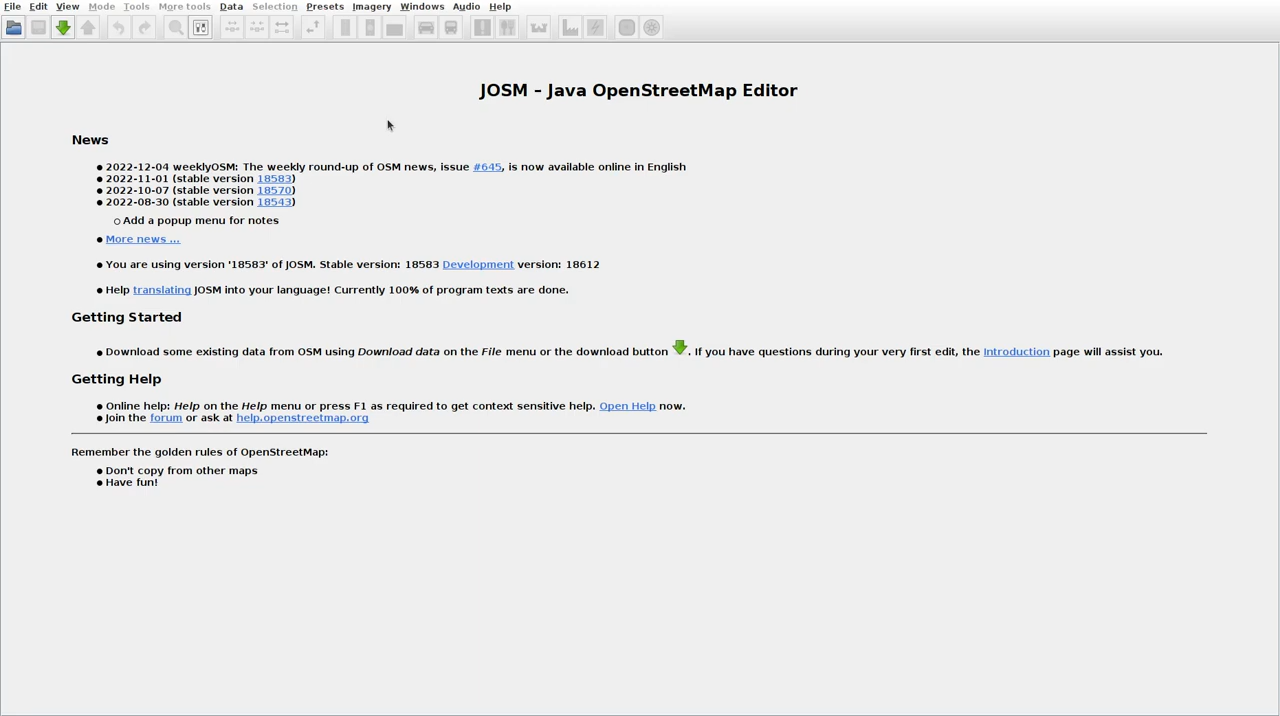 File Edit View Mode Tools More tools Data Selection Presets Imagery Windows Audio Help
JOSM – Java OpenStreetMap Editor
News
2022-12-04 weeklyOSM: The weekly round-up of OSM news, issue #645, is now available online in English
2022-11-01 (stable version 18583)
2022-10-07 (stable version 18570)
2022-08-30 (stable version 18543)
Add a popup menu for notes
More news ...
You are using version '18583' of JOSM. Stable version: 18583 Development version: 18612
Help translating JOSM into your language! Currently 100% of program texts are done.
Getting Started
Download some existing data from OSM using Download data on the File menu or the download button . If you have questions during your very first edit, the Introduction page will assist you.
Getting Help
Online help: Help on the Help menu or press F1 as required to get context sensitive help. Open Help now.
Join the forum or ask at help.openstreetmap.org
Remember the golden rules of OpenStreetMap:
Don't copy from other maps
Have fun!